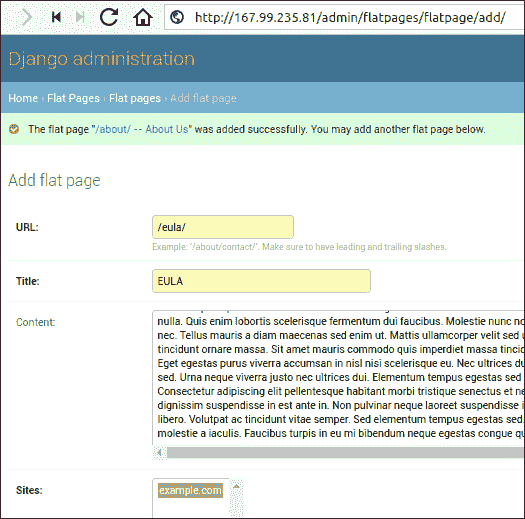 http://167.99.235.81/admin/flatpages/flatpage/add/
Django administration
Home › Flat Pages › Flat pages › Add flat page
The flat page "/about/ -- About Us" was added successfully. You may add another flat page below.
Add flat page
URL:
/eula/
Example: '/about/contact/'. Make sure to have leading and trailing slashes.
Title:
EULA
Content:
nulla. Quis enim lobortis scelerisque fermentum dui faucibus. Molestie nunc no
nec. Tellus mauris a diam maecenas sed enim ut. Mattis ullamcorper velit sed u
tincidunt ornare massa. Sit amet mauris commodo quis imperdiet massa tincid
Eget egestas purus viverra accumsan in nisl nisi scelerisque eu. Nec ultrices du
sed. Urna neque viverra justo nec ultrices dui. Elementum tempus egestas sed
Consectetur adipiscing elit pellentesque habitant morbi tristique senectus et ne
dignissim suspendisse in est ante in. Non pulvinar neque laoreet suspendisse i
libero. Volutpat ac tincidunt vitae semper. Sed elementum tempus egestas sed.
molestie a iaculis. Faucibus turpis in eu mi bibendum neque egestas congue qu
Sites:
example.com